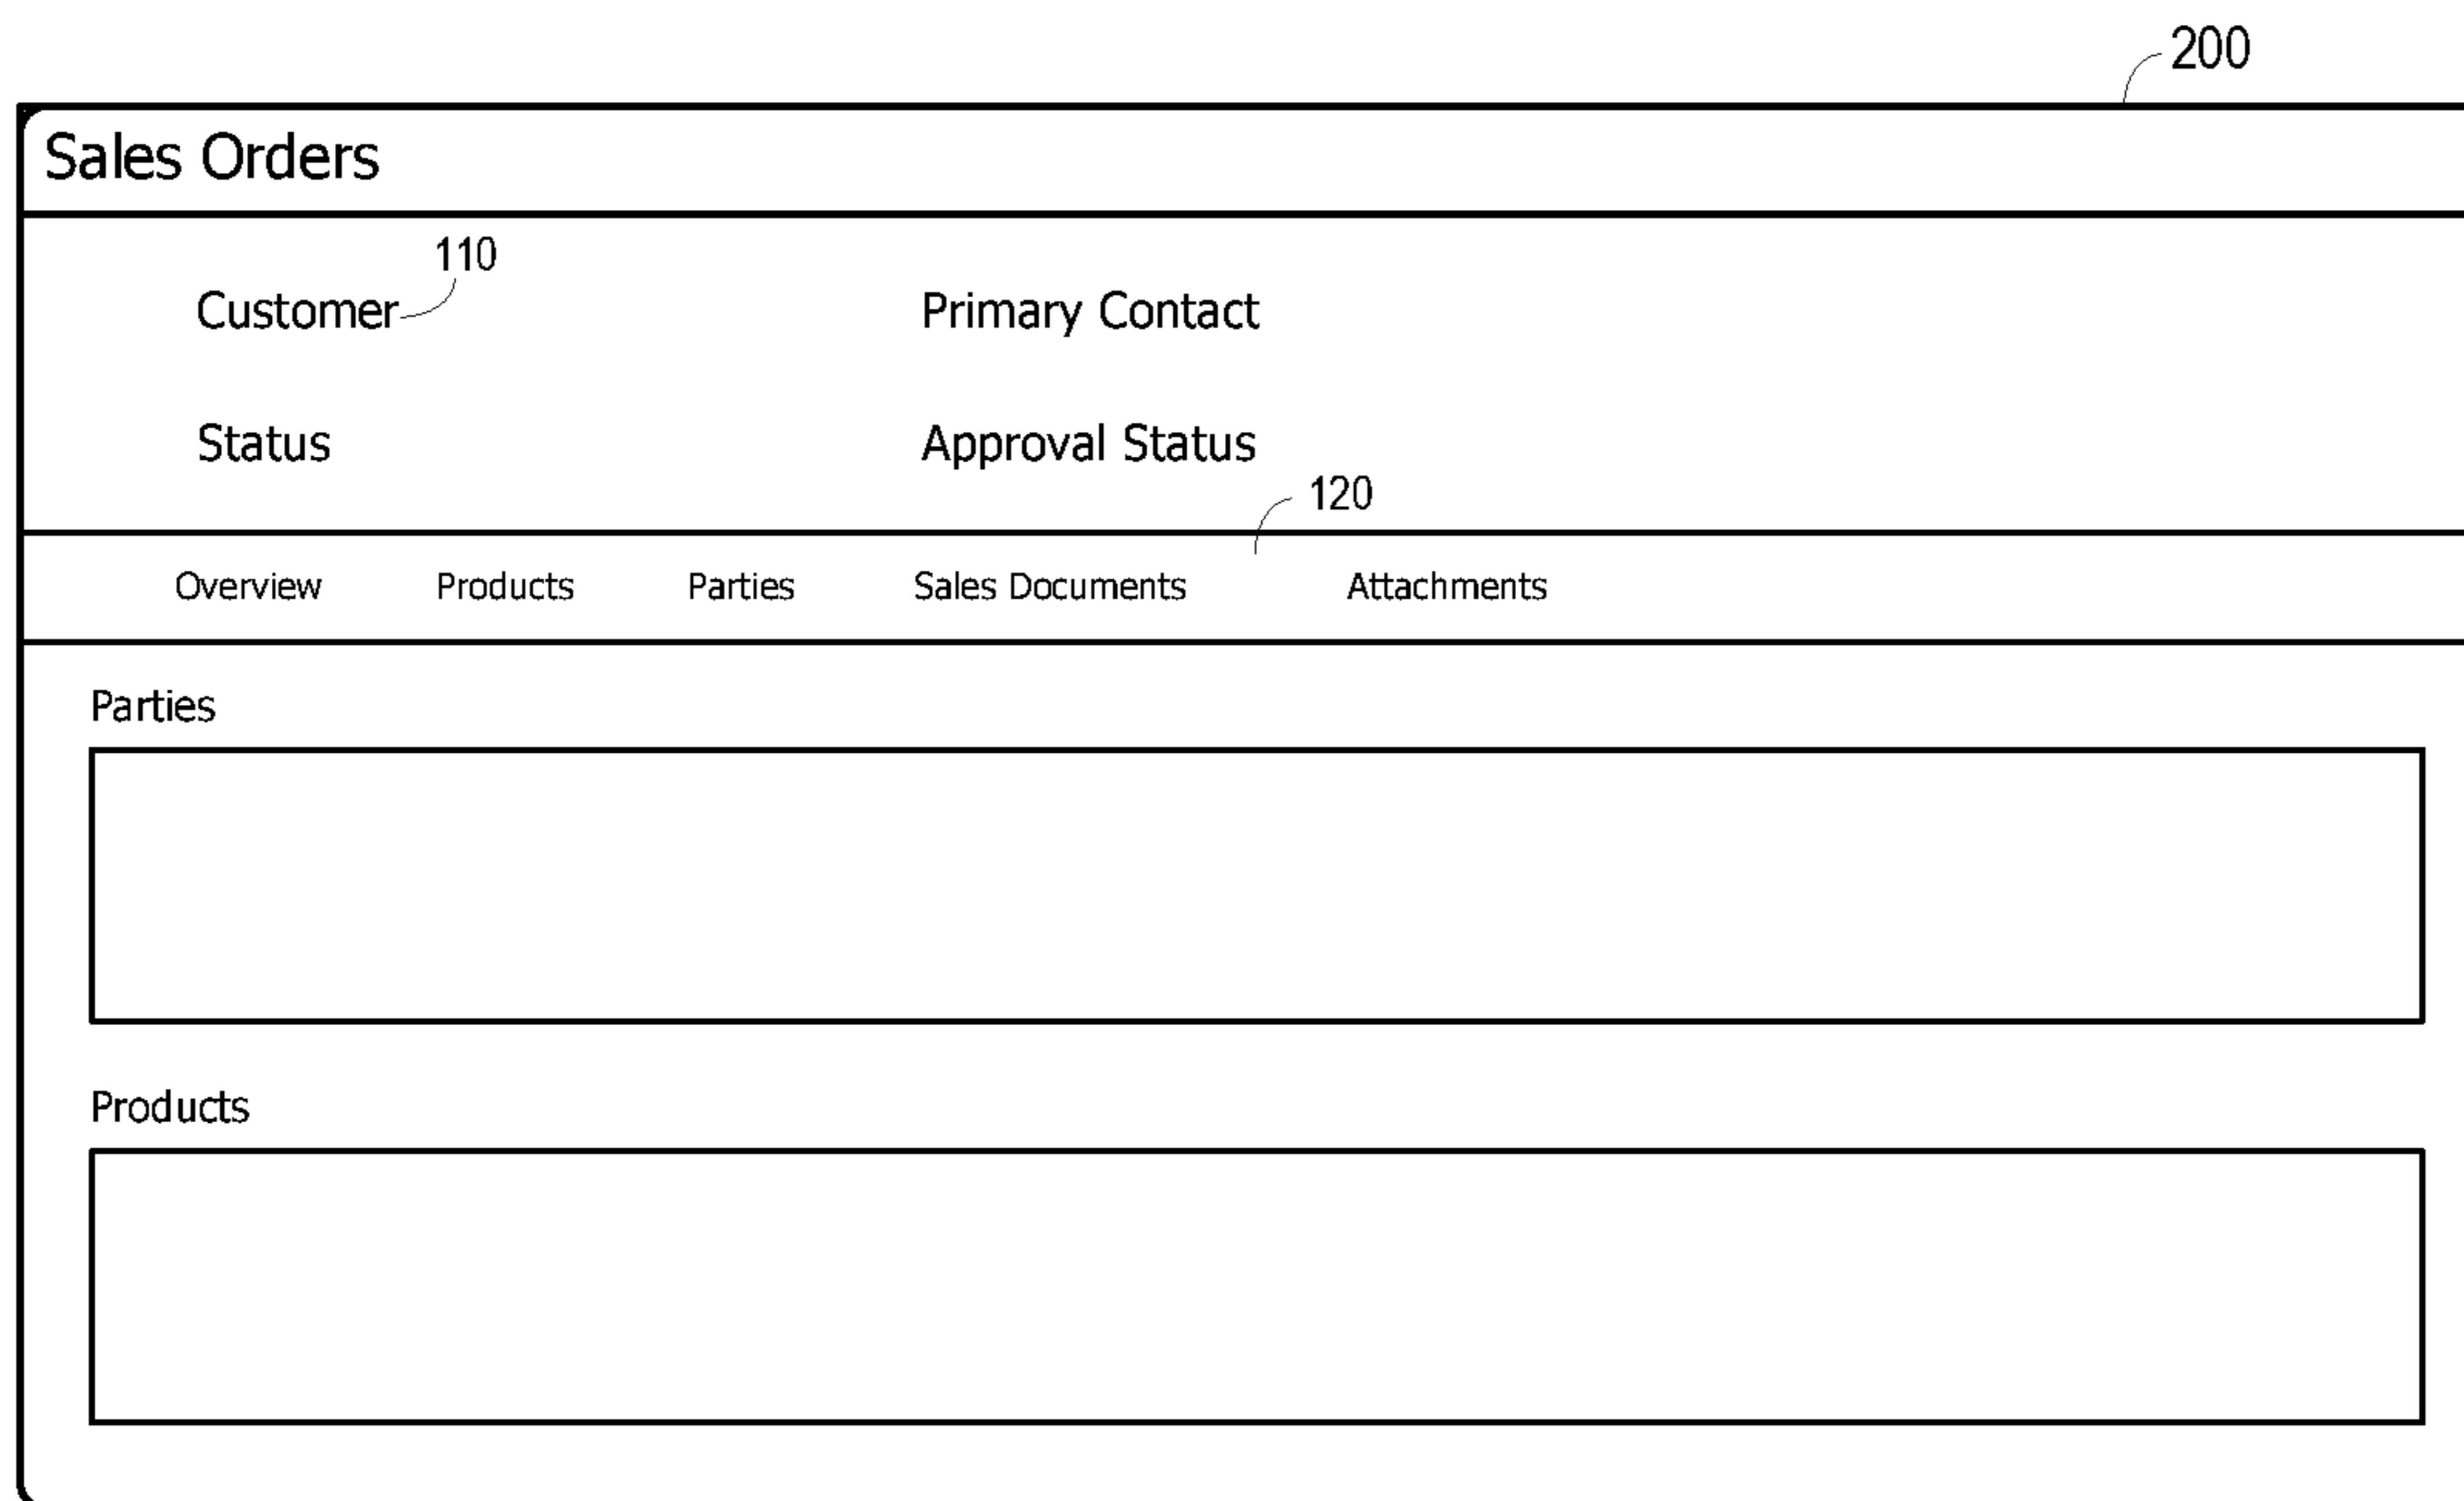 200
Sales Orders
110
Customer Primary Contact
Status Approval Status
120
Overview Products Parties Sales Documents Attachments
Parties
Products